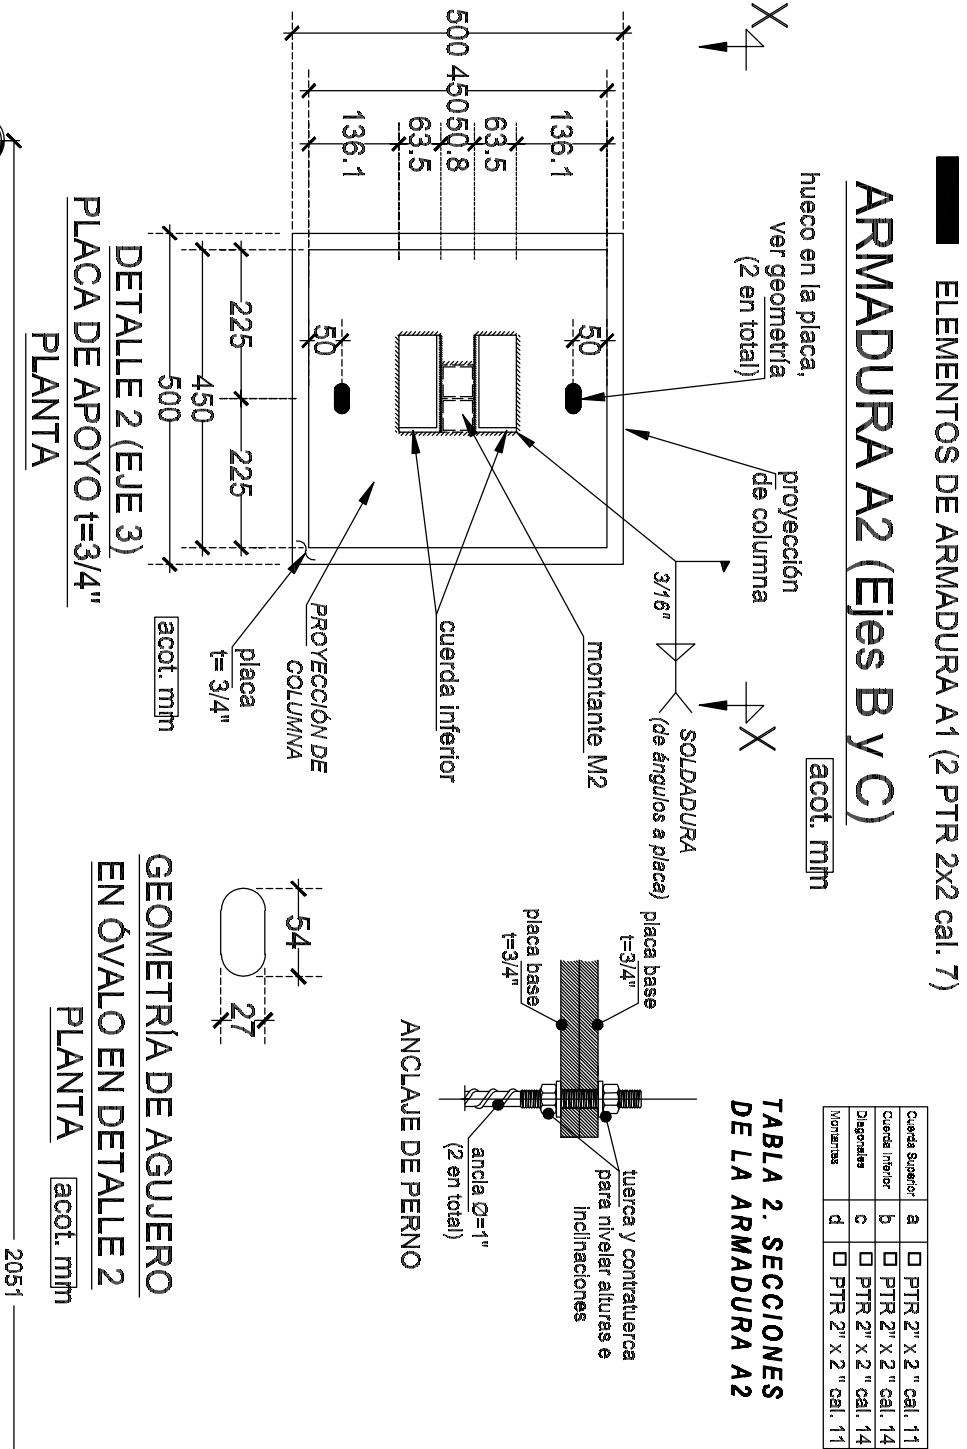 ELEMENTOS DE ARMADURA A1 (2 PTR 2x2 cal. 7)
ARMADURA A2 (Ejes B y C)
acot. mm
Cuerda Superior a PTR 2" x 2 " cal. 11
Cuerda Inferior b PTR 2" x 2 " cal. 14
Diagonales c PTR 2" x 2 " cal. 14
Montantes d PTR 2" x 2 " cal. 11
TABLA 2. SECCIONES
DE LA ARMADURA A2
X
X
hueco en la placa,
ver geometría
(2 en total)
proyección
de columna
3/16"
SOLDADURA
(de ángulos a placa)
montante M2
cuerda inferior
PROYECCIÓN DE
COLUMNA
placa
t= 3/4"
500
450
136.1
63.5
50.8
63.5
136.1
50
50
225
225
450
500
DETALLE 2 (EJE 3)
PLACA DE APOYO t=3/4"
PLANTA
acot. mm
placa base
t=3/4"
placa base
t=3/4"
tuerca y contratuerca
para nivelar alturas e
inclinaciones
ancla Ø=1"
(2 en total)
ANCLAJE DE PERNO
54
27
GEOMETRÍA DE AGUJERO
EN ÓVALO EN DETALLE 2
PLANTA
acot. mm
2051